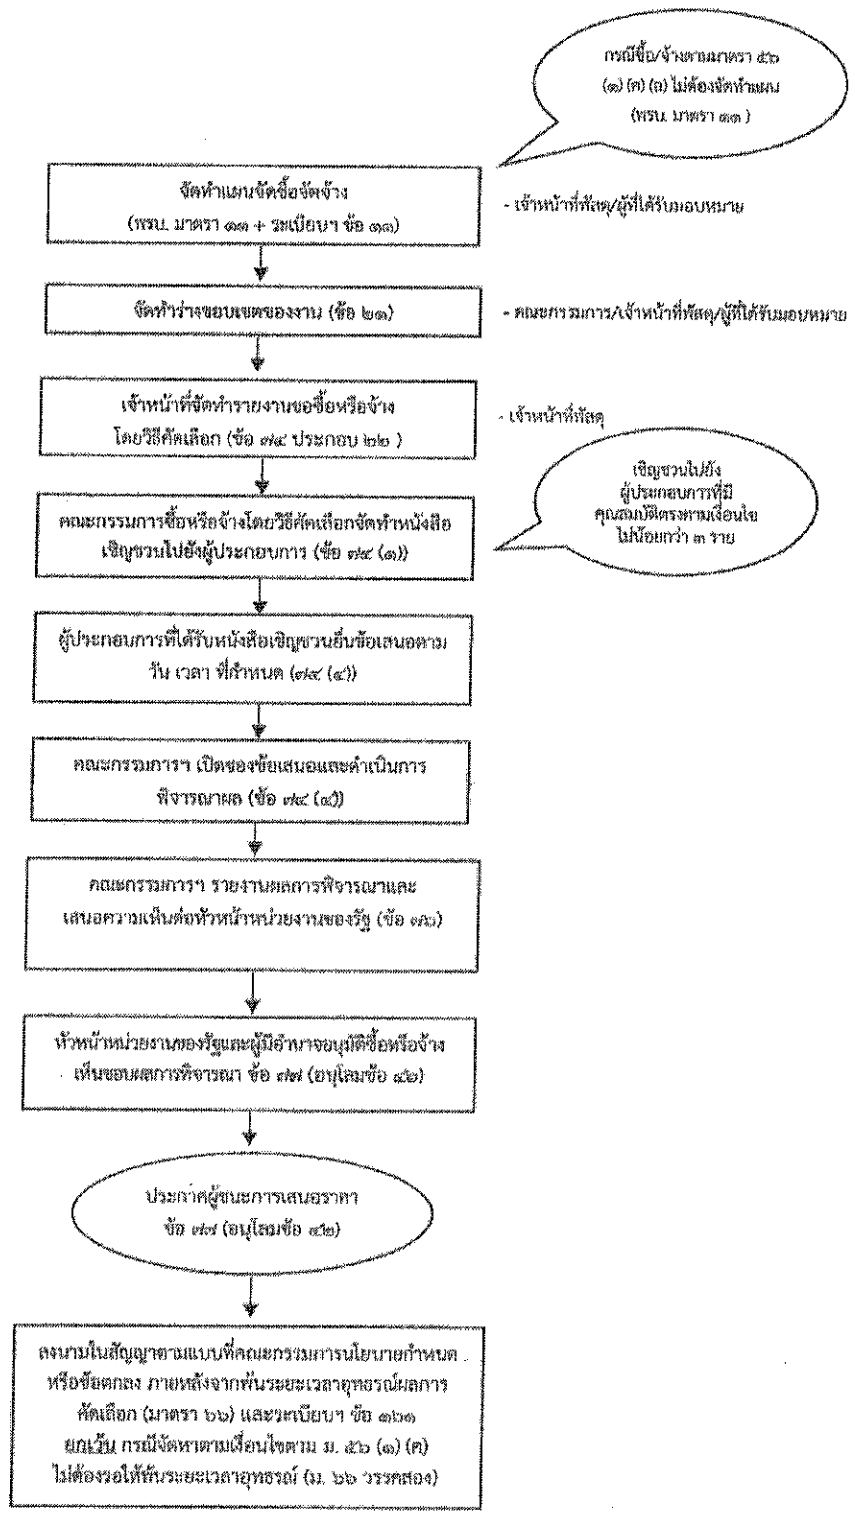 กรณีซื้อ/จ้างตามมาตรา ๕๖
(๑) (ค) (ฉ) ไม่ต้องจัดทำแผน
(พรบ. มาตรา ๑๑ )
จัดทำแผนจัดซื้อจัดจ้าง
(พรบ. มาตรา ๑๑ + ระเบียบฯ ข้อ ๑๑)
- เจ้าหน้าที่พัสดุ/ผู้ที่ได้รับมอบหมาย
จัดทำร่างขอบเขตของงาน (ข้อ ๒๑)
- คณะกรรมการ/เจ้าหน้าที่พัสดุ/ผู้ที่ได้รับมอบหมาย
เจ้าหน้าที่จัดทำรายงานขอซื้อหรือจ้าง
โดยวิธีคัดเลือก (ข้อ ๗๔ ประกอบ ๒๒ )
- เจ้าหน้าที่พัสดุ
เชิญชวนไปยัง
ผู้ประกอบการที่มี
คุณสมบัติตรงตามเงื่อนไข
ไม่น้อยกว่า ๓ ราย
คณะกรรมการซื้อหรือจ้างโดยวิธีคัดเลือกจัดทำหนังสือ
เชิญชวนไปยังผู้ประกอบการ (ข้อ ๗๔ (๑))
ผู้ประกอบการที่ได้รับหนังสือเชิญชวนยื่นข้อเสนอตาม
วัน เวลา ที่กำหนด (๗๔ (๔))
คณะกรรมการฯ เปิดซองข้อเสนอและดำเนินการ
พิจารณาผล (ข้อ ๗๔ (๔))
คณะกรรมการฯ รายงานผลการพิจารณาและ
เสนอความเห็นต่อหัวหน้าหน่วยงานของรัฐ (ข้อ
หัวหน้าหน่วยงานของรัฐและผู้มีอำนาจอนุมัติซื้อหรือจ้าง
เห็นชอบผลการพิจารณา ข้อ ๗๗ (อนุโลมข้อ ๔๒)
ประกาศผู้ชนะการเสนอราคา
ข้อ ๗๗ (อนุโลมข้อ ๔๒)
ลงนามในสัญญาตามแบบที่คณะกรรมการนโยบายกำหนด
หรือข้อตกลง ภายหลังจากพ้นระยะเวลาอุทธรณ์ผลการ
คัดเลือก (มาตรา ๖๖) และระเบียบฯ ข้อ ๑๖๑
ยกเว้น กรณีจัดหาตามเงื่อนไขตาม ม. ๕๖ (๑) (ค)
ไม่ต้องรอให้พ้นระยะเวลาอุทธรณ์ (ม. ๖๖ วรรคสอง)